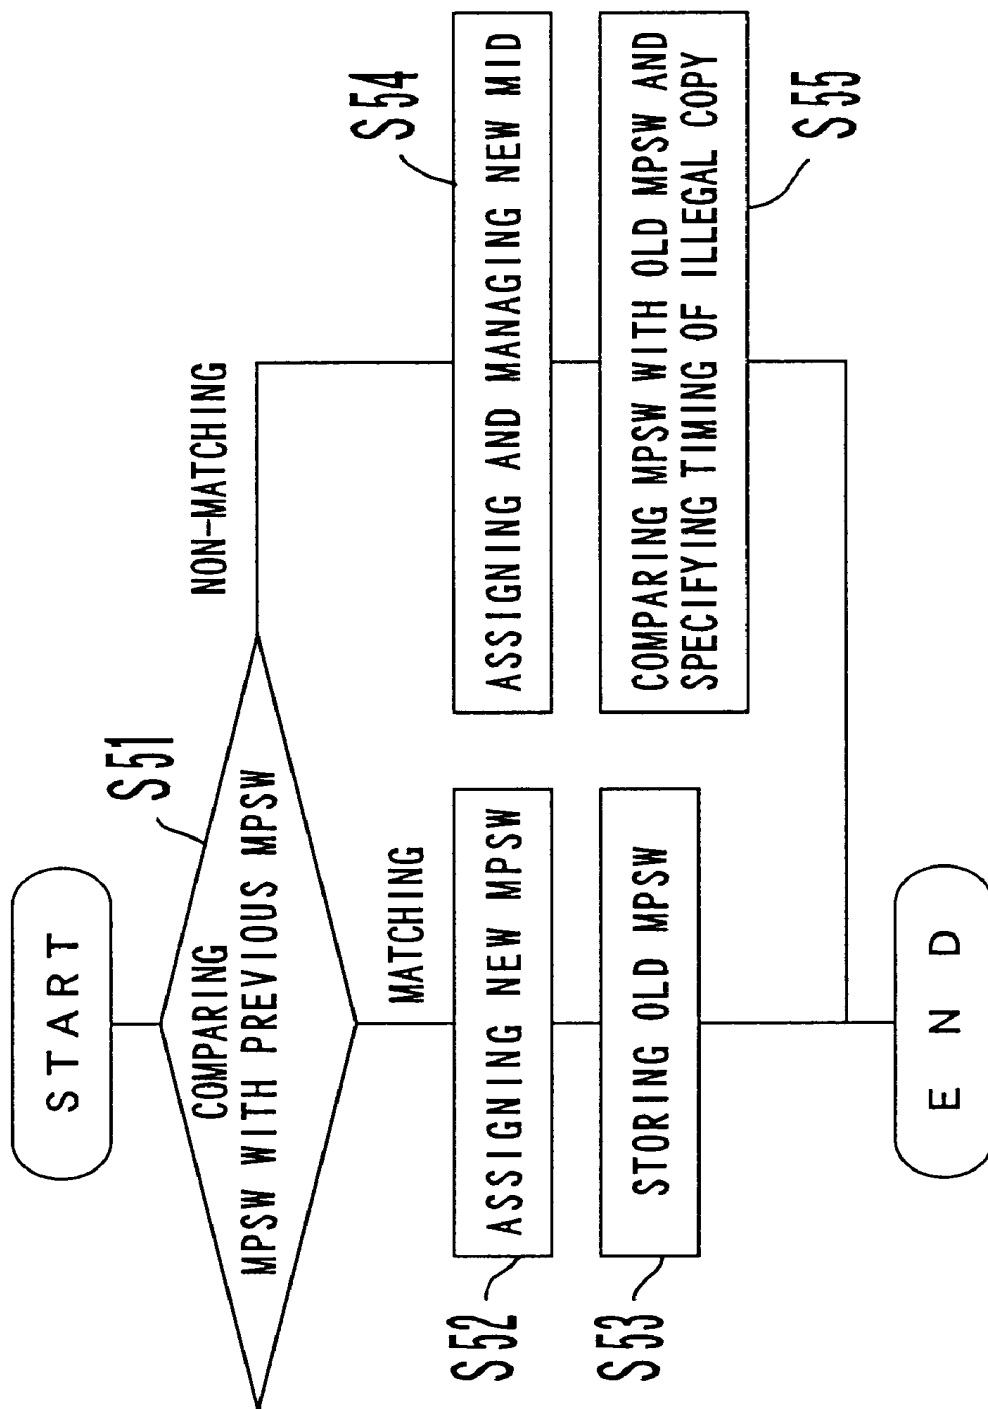 START
S51
COMPARING
MPSW WITH PREVIOUS MPSW
NON-MATCHING
MATCHING
S52
ASSIGNING NEW MPSW
S53
STORING OLD MPSW
S54
ASSIGNING AND MANAGING NEW MID
COMPARING MPSW WITH OLD MPSW AND
SPECIFYING TIMING OF ILLEGAL COPY
S55
END